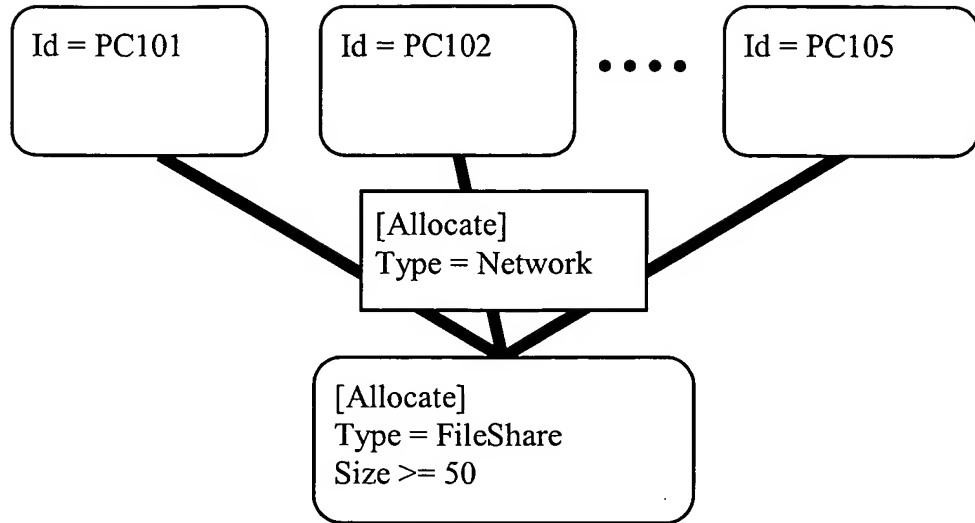 Id = PC101
Id = PC102
Id = PC105
[Allocate]
Type = Network
[Allocate]
Type = FileShare
Size >= 50